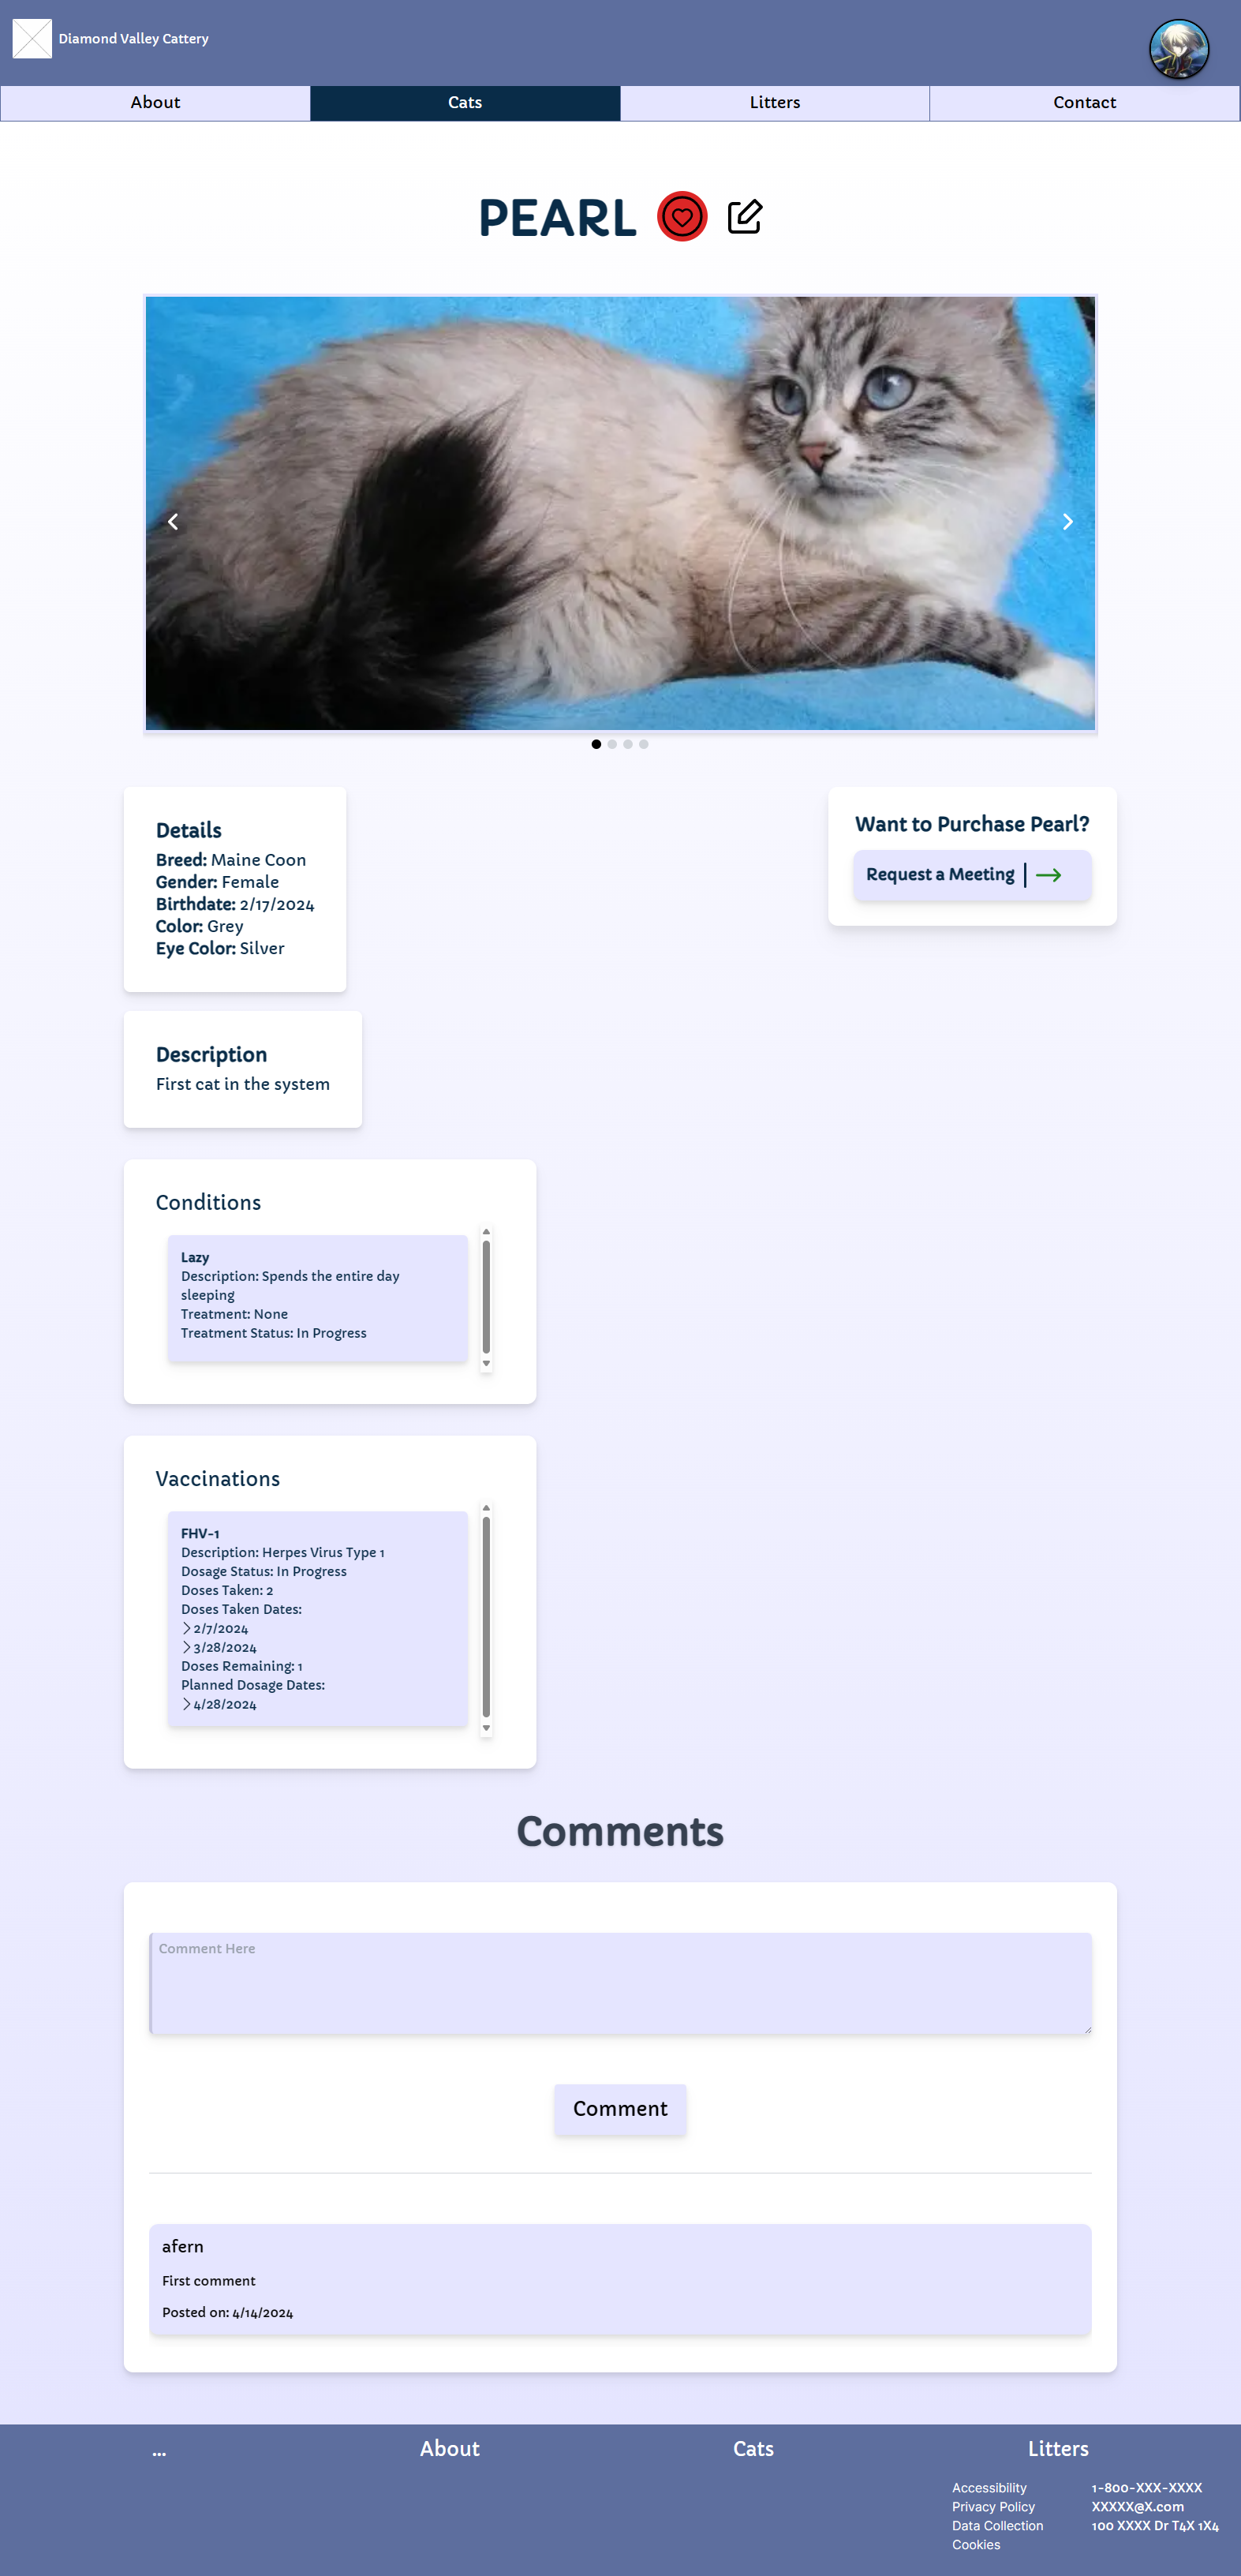 Diamond Valley Cattery
About
Cats
Litters
Contact
PEARL
Details
Breed: Maine Coon
Gender: Female
Birthdate: 2/17/2024
Color: Grey
Eye Color: Silver
Want to Purchase Pearl?
Request a Meeting
Description
First cat in the system
Conditions
Lazy
Description: Spends the entire day
sleeping
Treatment: None
Treatment Status: In Progress
Vaccinations
FHV-1
Description: Herpes Virus Type 1
Dosage Status: In Progress
Doses Taken: 2
Doses Taken Dates:
2/7/2024
3/28/2024
Doses Remaining: 1
Planned Dosage Dates:
4/28/2024
Comments
Comment Here
Comment
afern
First comment
Posted on: 4/14/2024
...
About
Cats
Litters
Accessibility
Privacy Policy
Data Collection
Cookies
1-800-XXX-XXXX
XXXXX@X.com
100 XXXX Dr T4X 1X4